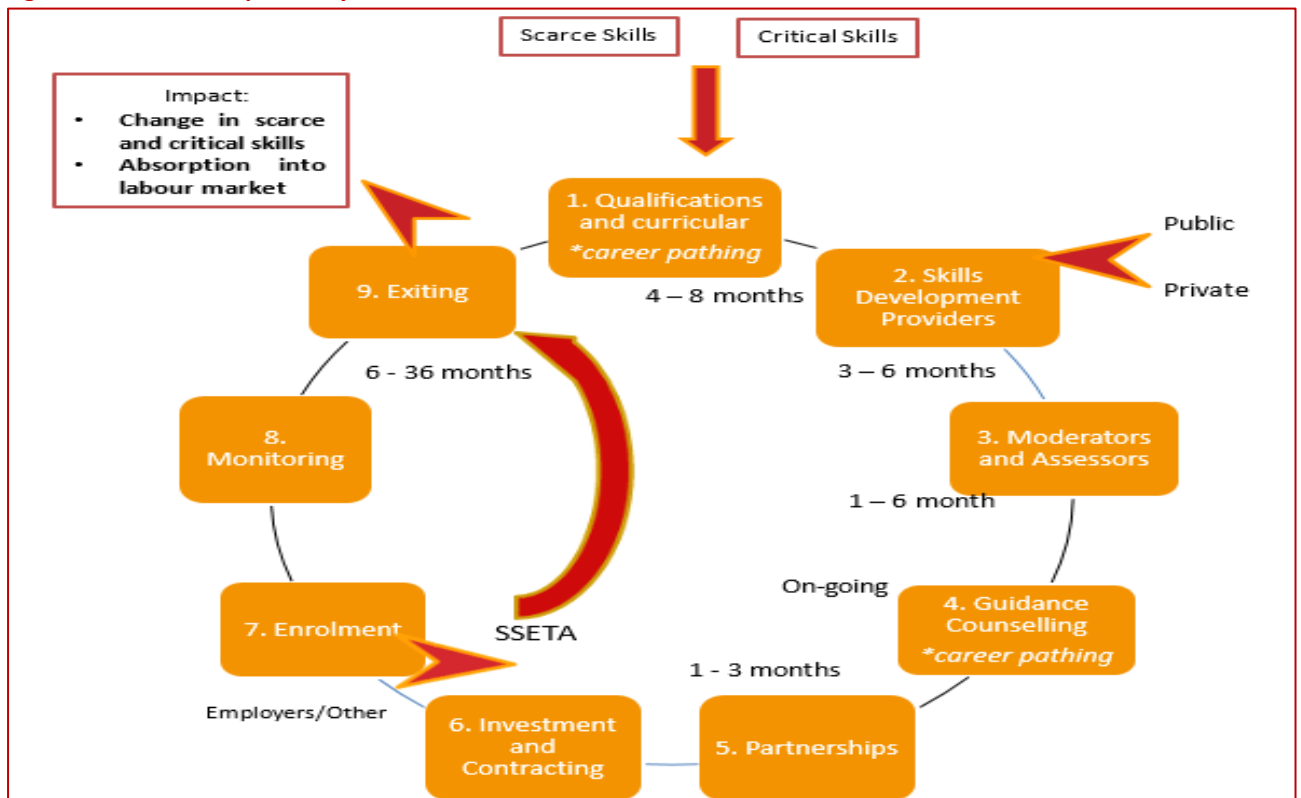 Scarce Skills
Critical Skills
Impact:
• Change in scarce
and critical skills
• Absorption into
labour market
1. Qualifications
and curricular
*career pathing
4 – 8 months
Public
Private
2. Skills
Development
Providers
3 – 6 months
3. Moderators
and Assessors
1 – 6 month
On-going
4. Guidance
Counselling
*career pathing
1 - 3 months
5. Partnerships
6. Investment
and
Contracting
Employers/Other
7. Enrolment
SSETA
8.
Monitoring
6 - 36 months
9. Exiting